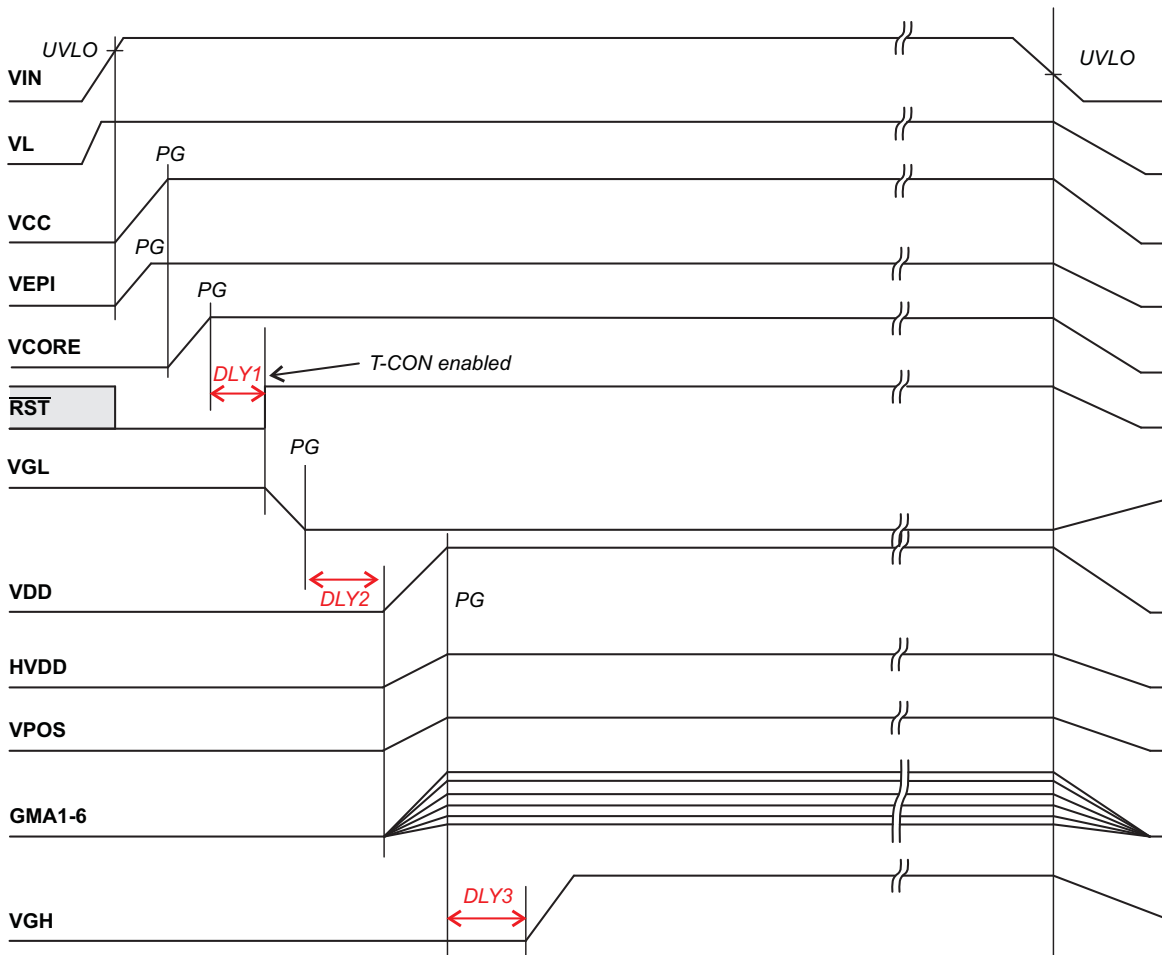 UVLO
UVLO
VIN
VL
PG
VCC
PG
VEPI
PG
VCORE
T-CON enabled
DLY1
RST
PG
VGL
VDD
DLY2
PG
HVDD
VPOS
GMA1-6
DLY3
VGH